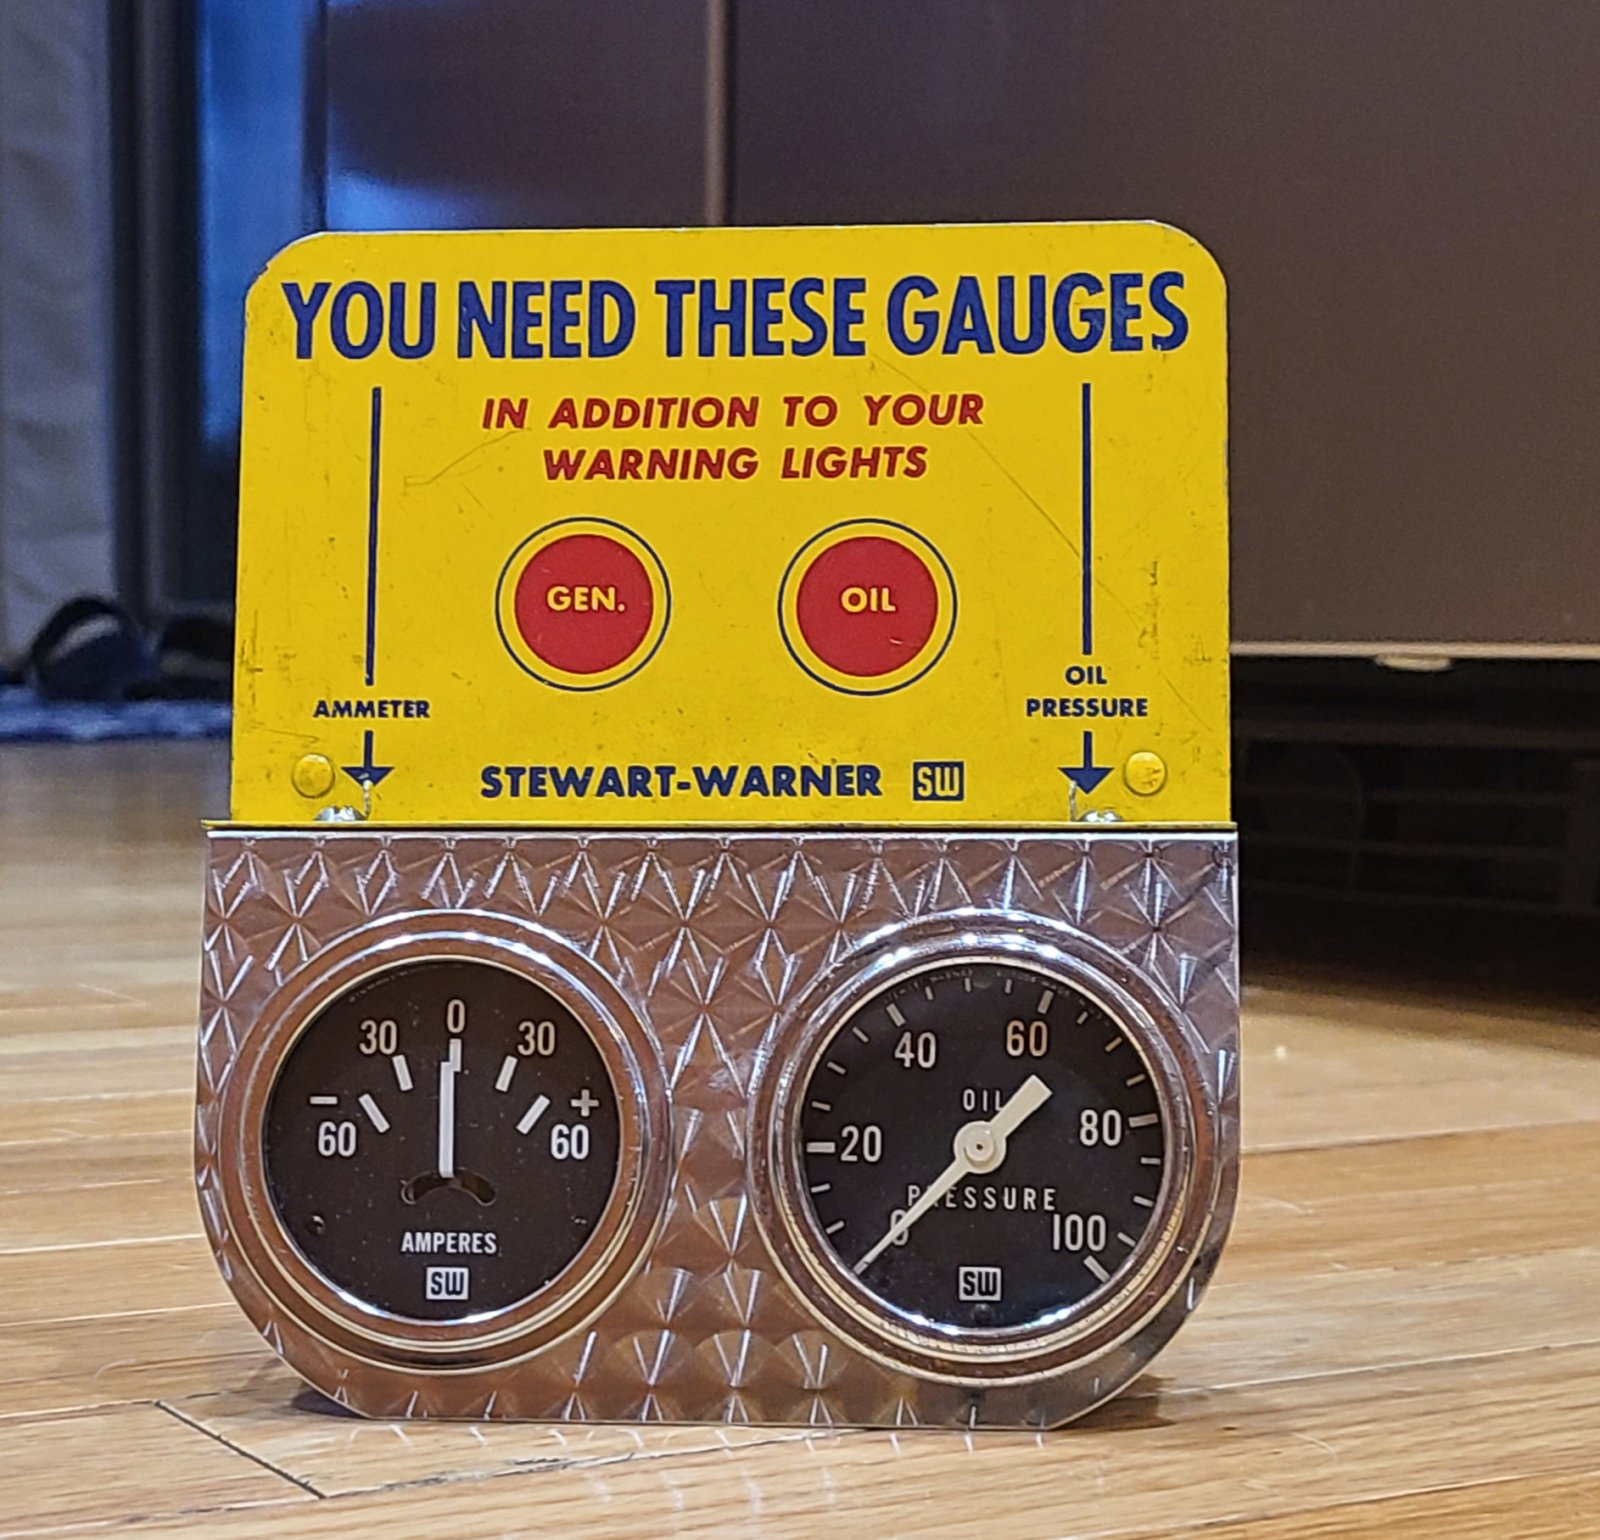 YOU NEED THESE GAUGES
IN ADDITION TO YOUR
WARNING LIGHTS
GEN.
OIL
AMMETER
OIL
PRESSURE
STEWART-WARNER SW
30 0 30
- +
60 60
AMPERES
SW
40 60
OIL
20 80
PRESSURE
0 100
SW